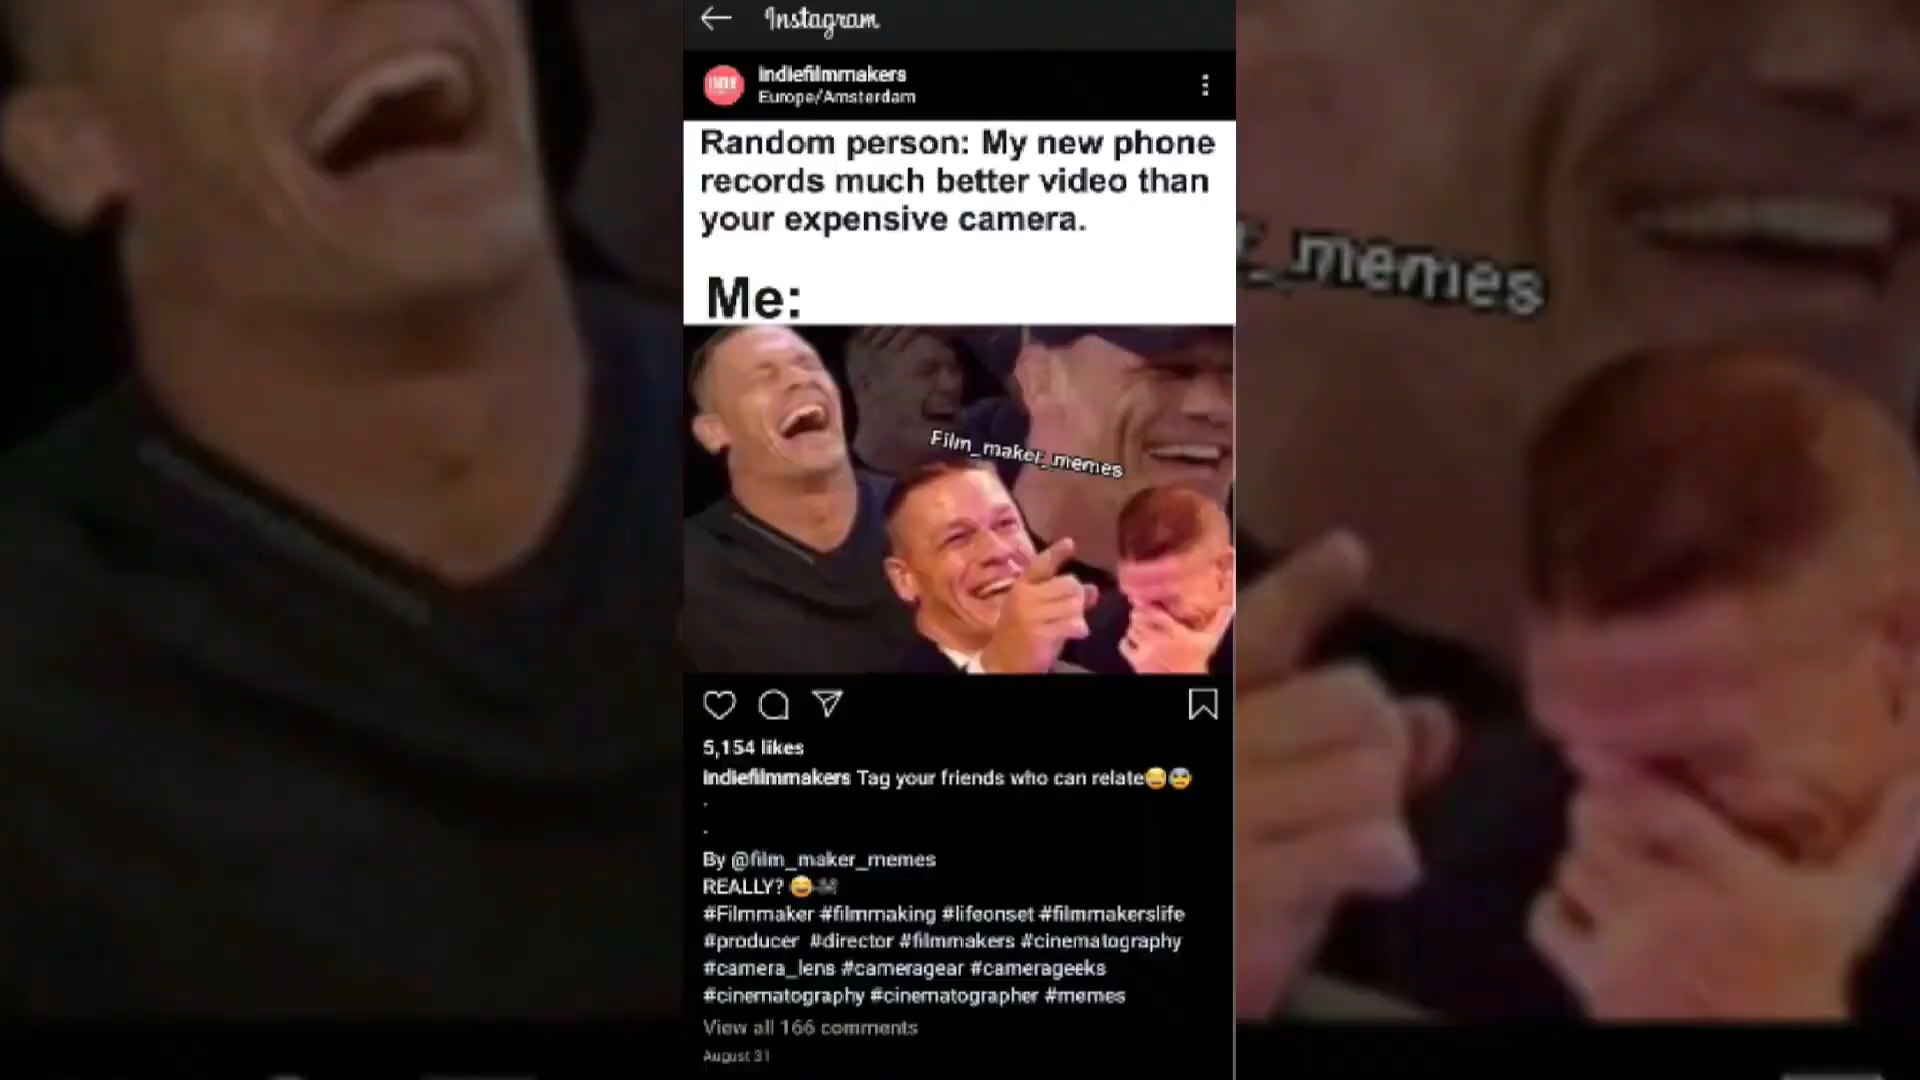 Instagram
indiefilmmakers
Europe/Amsterdam
Random person: My new phone
records much better video than
your expensive camera.
Me:
Film_maker_memes
r_memes
5,154 likes
indiefilmmakers Tag your friends who can relate😅😰
.
.
By @film_maker_memes
REALLY? 😅
#Filmmaker #filmmaking #lifeonset #filmmakerslife
#producer #director #filmmakers #cinematography
#camera_lens #cameragear #camerageeks
#cinematography #cinematographer #memes
View all 166 comments
August 31